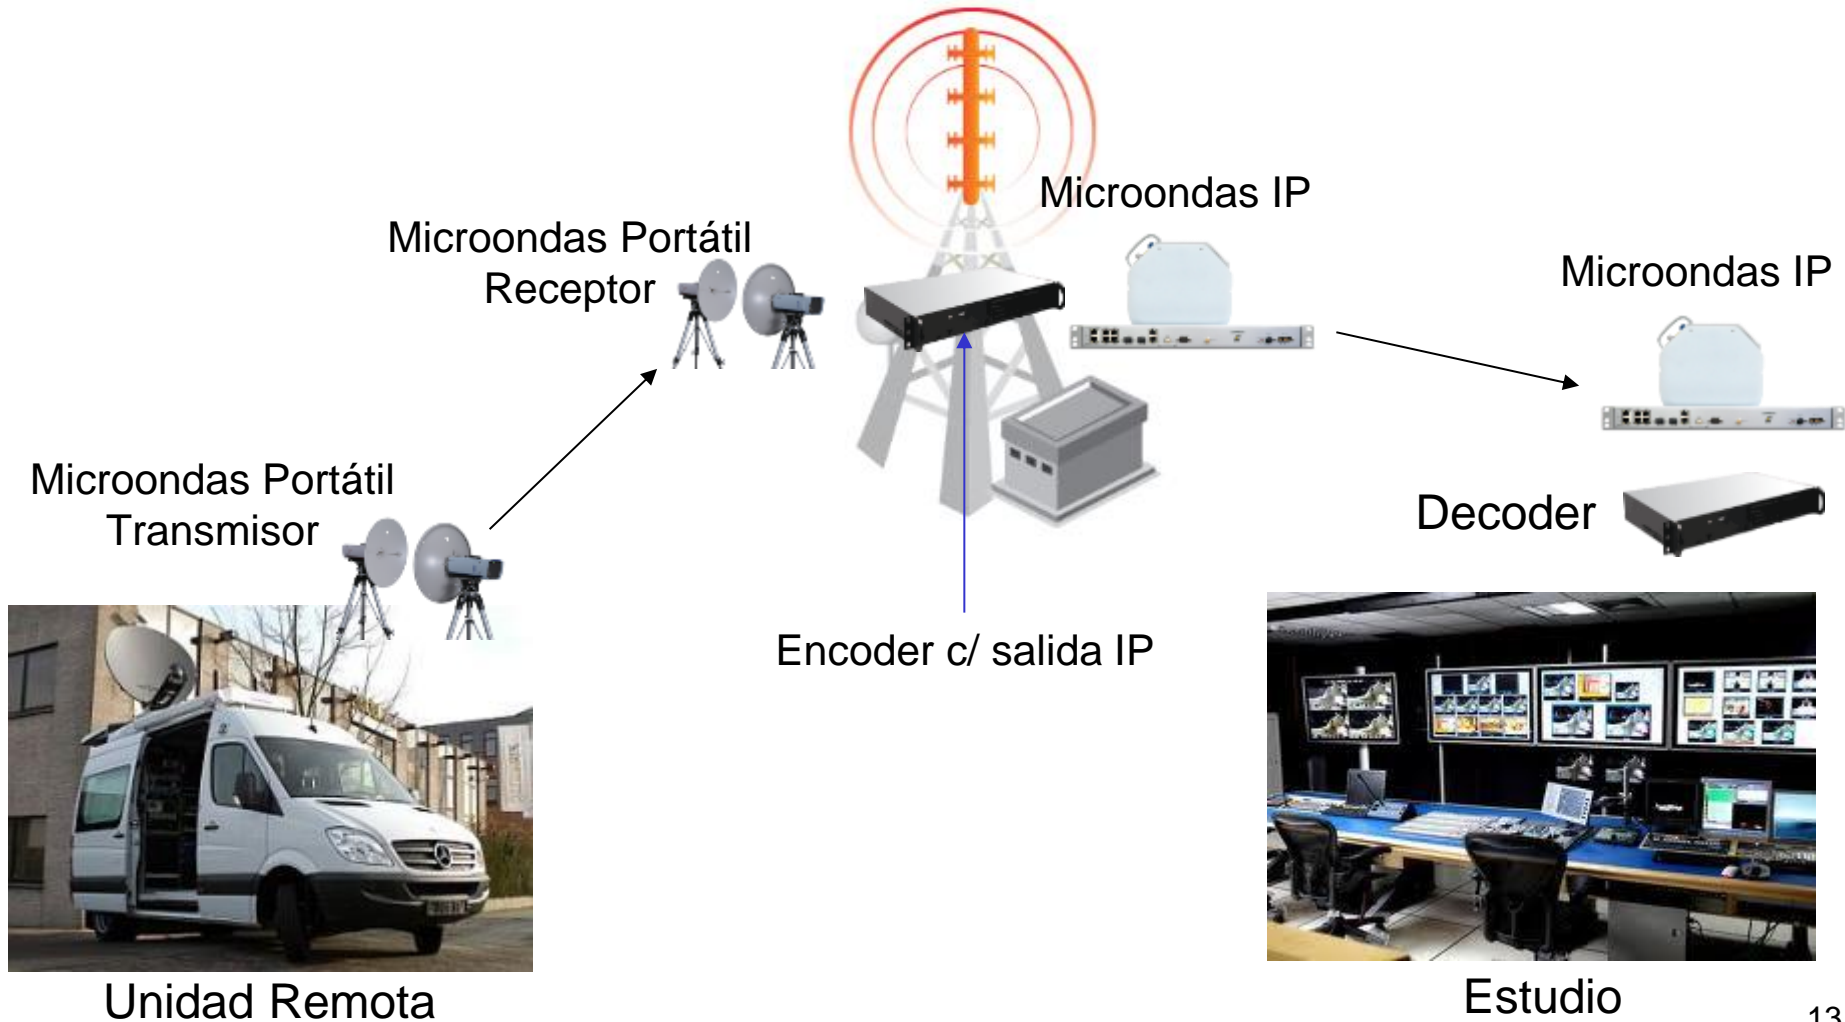 Microondas IP
Microondas Portátil
Receptor
Microondas IP
Microondas Portátil
Transmisor
Decoder
Encoder c/ salida IP
Unidad Remota
Estudio
13